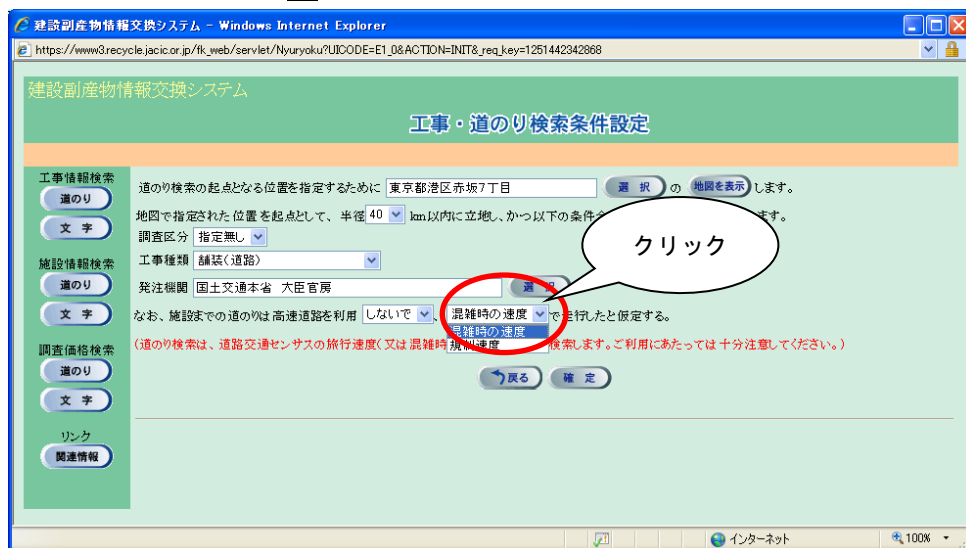 建設副産物情報交換システム - Windows Internet Explorer
https://www3.recycle.jacic.or.jp/fk_web/servlet/Nyuryoku?UICODE=E1_0&ACTION=INIT&_req_key=1251442342868
建設副産物情報交換システム
工事・道のり検索条件設定
工事情報検索
道のり
文 字
施設情報検索
道のり
文 字
調査価格検索
道のり
文 字
リンク
関連情報
道のり検索の起点となる位置を指定するために 東京都港区赤坂7丁目 選 択 の 地図を表示 します。
地図で指定された位置を起点として、半径 40 km以内に立地し、かつ以下の条件 ます。
調査区分 指定無し
工事種類 舗装(道路)
発注機関 国土交通本省 大臣官房 選 択
クリック
なお、施設までの道のりは高速道路を利用 しないで 、 混雑時の速度 で走行したと仮定する。
混雑時の速度
規制速度
(道のり検索は、道路交通センサスの旅行速度(又は混雑時 検索します。ご利用にあたっては十分注意してください。)
戻る 確 定
インターネット 100%